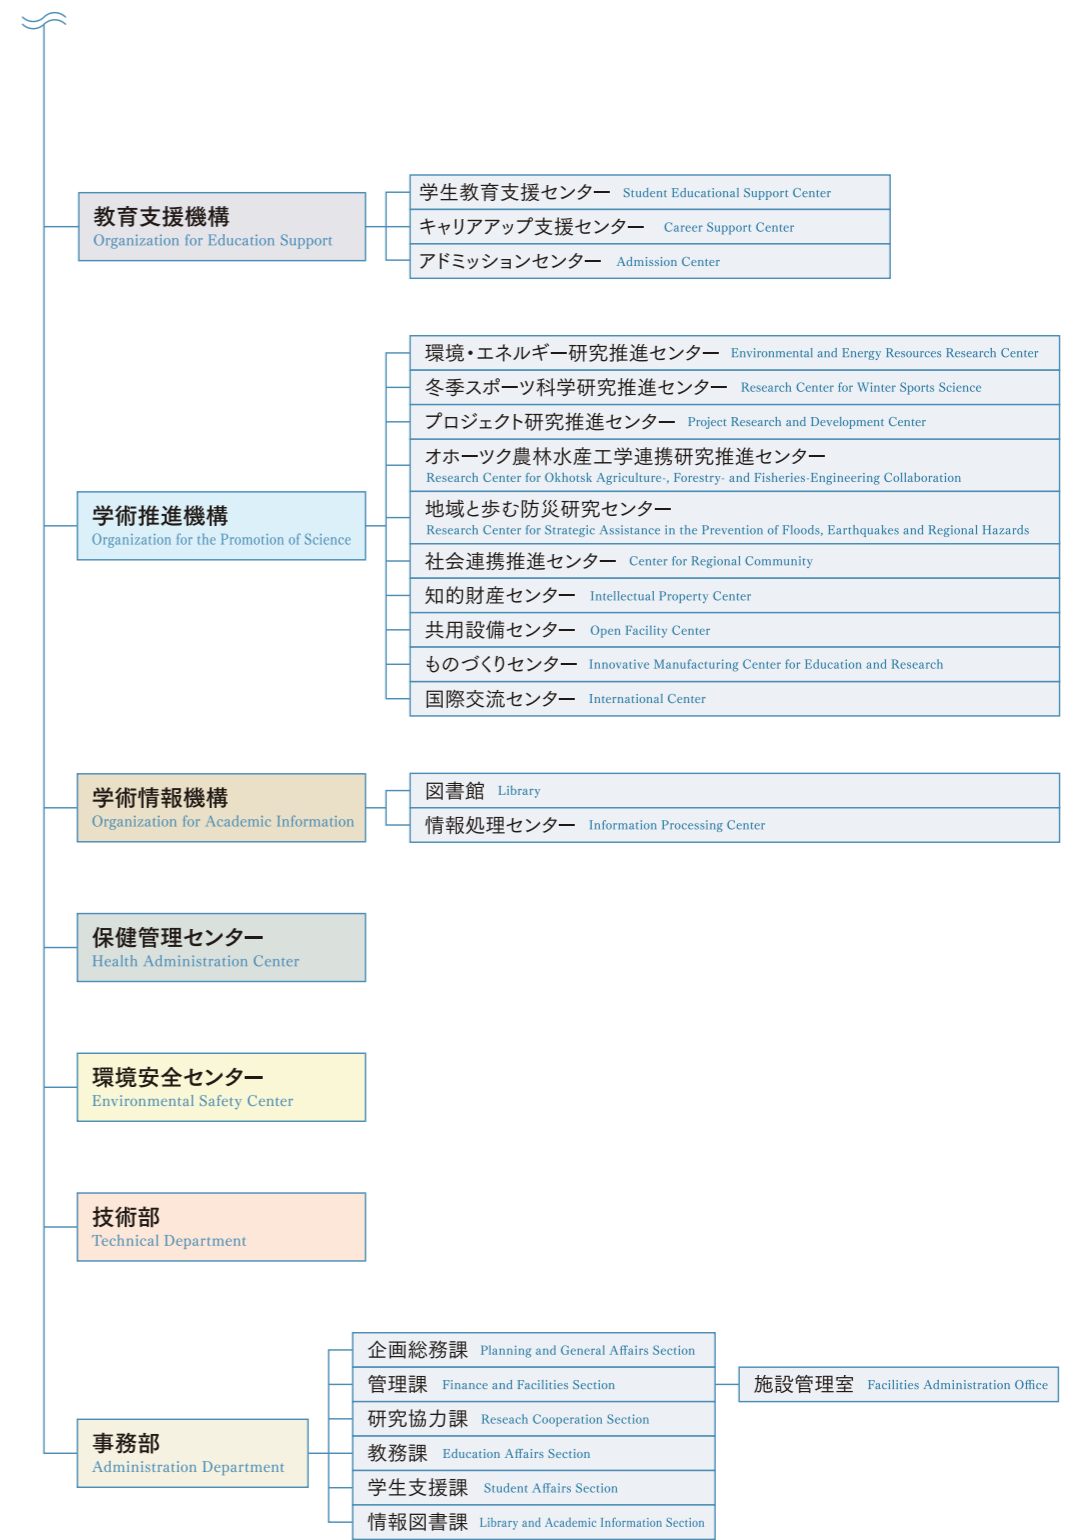 教育支援機構
Organization for Education Support
学生教育支援センター Student Educational Support Center
キャリアアップ支援センター Career Support Center
アドミッションセンター Admission Center
学術推進機構
Organization for the Promotion of Science
環境・エネルギー研究推進センター Environmental and Energy Resources Research Center
冬季スポーツ科学研究推進センター Research Center for Winter Sports Science
プロジェクト研究推進センター Project Research and Development Center
オホーツク農林水産工学連携研究推進センター
Research Center for Okhotsk Agriculture-, Forestry- and Fisheries-Engineering Collaboration
地域と歩む防災研究センター
Research Center for Strategic Assistance in the Prevention of Floods, Earthquakes and Regional Hazards
社会連携推進センター Center for Regional Community
知的財産センター Intellectual Property Center
共用設備センター Open Facility Center
ものづくりセンター Innovative Manufacturing Center for Education and Research
国際交流センター International Center
学術情報機構
Organization for Academic Information
図書館 Library
情報処理センター Information Processing Center
保健管理センター
Health Administration Center
環境安全センター
Environmental Safety Center
技術部
Technical Department
事務部
Administration Department
企画総務課 Planning and General Affairs Section
管理課 Finance and Facilities Section
施設管理室 Facilities Administration Office
研究協力課 Reseach Cooperation Section
教務課 Education Affairs Section
学生支援課 Student Affairs Section
情報図書課 Library and Academic Information Section